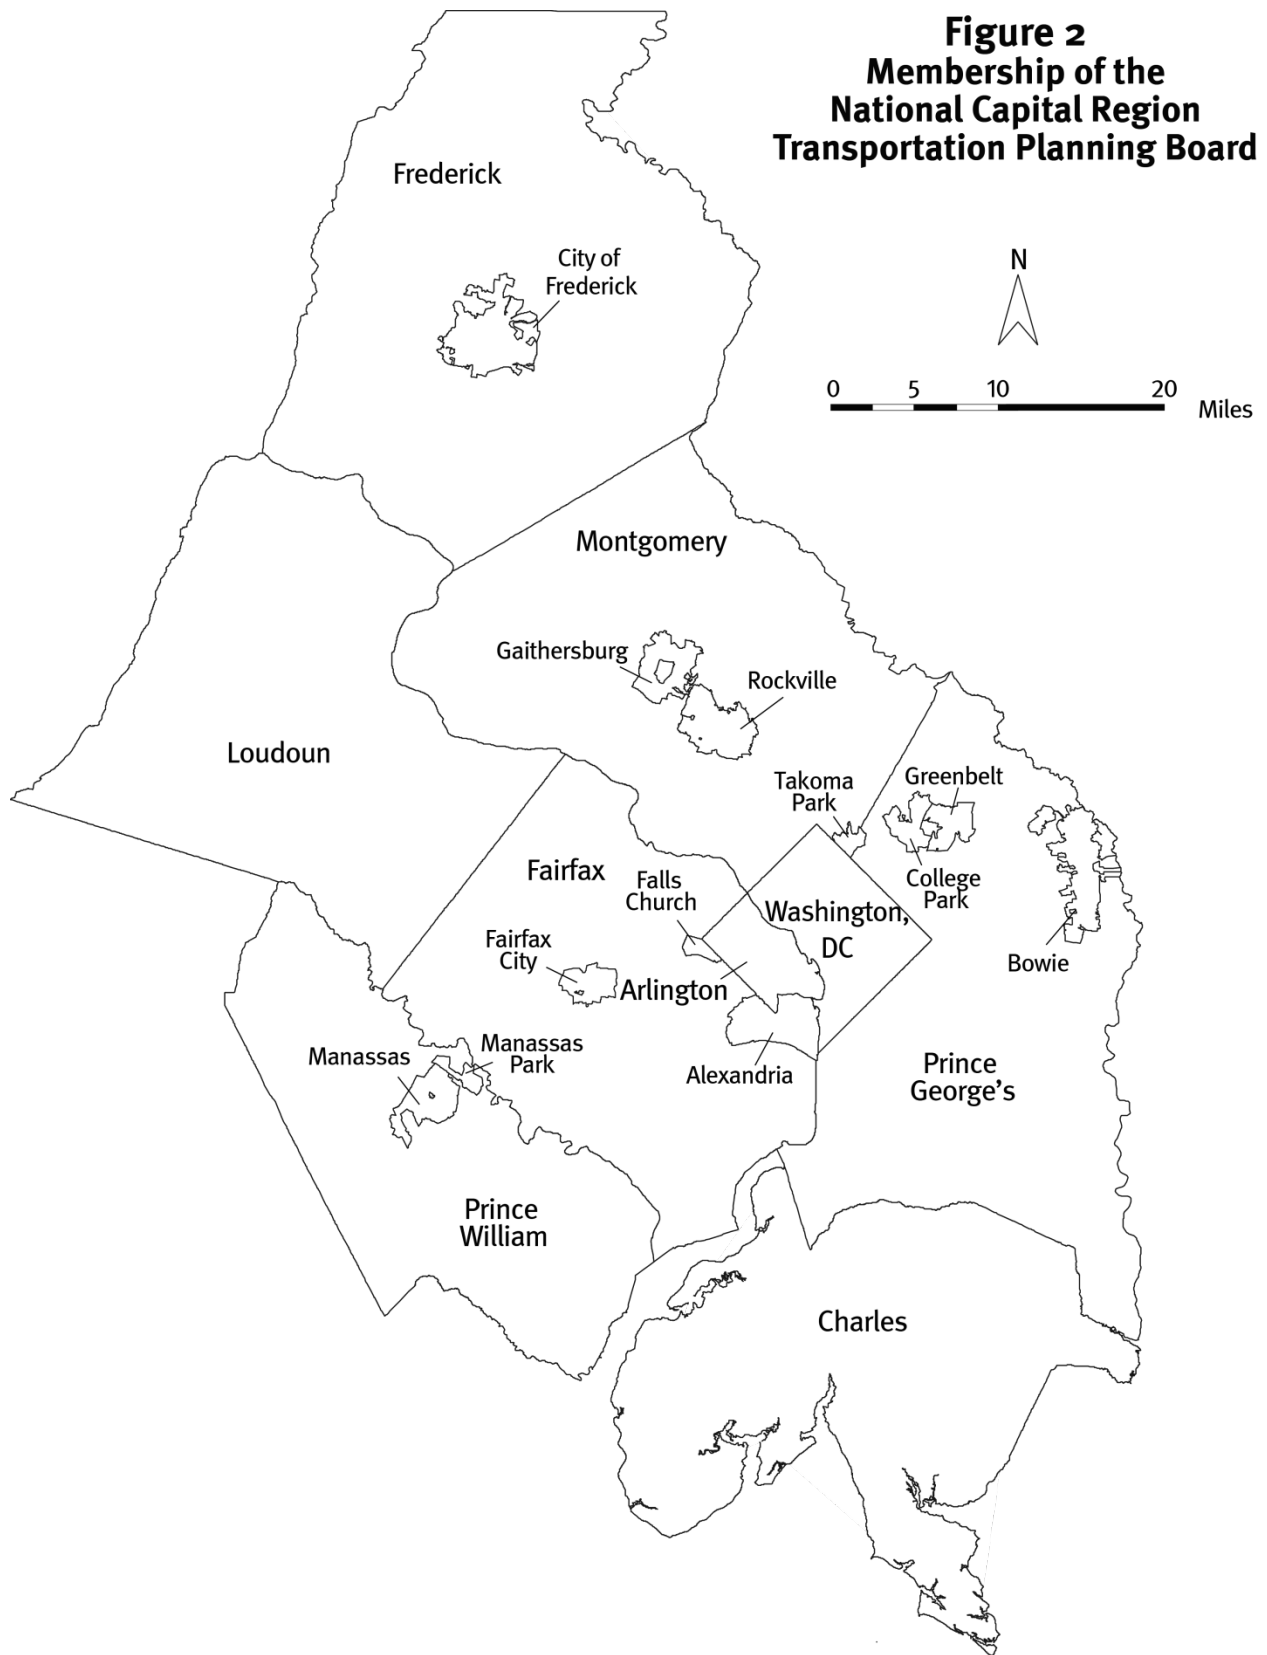 Figure 2
Membership of the
National Capital Region
Transportation Planning Board
Frederick
City of
Frederick
N
0 5 10 20
Miles
Montgomery
Gaithersburg
Rockville
Loudoun
Takoma
Park
Greenbelt
Fairfax
Falls
Church
College
Park
Washington,
DC
Fairfax
City
Bowie
Arlington
Manassas
Manassas
Park
Alexandria
Prince
George's
Prince
William
Charles